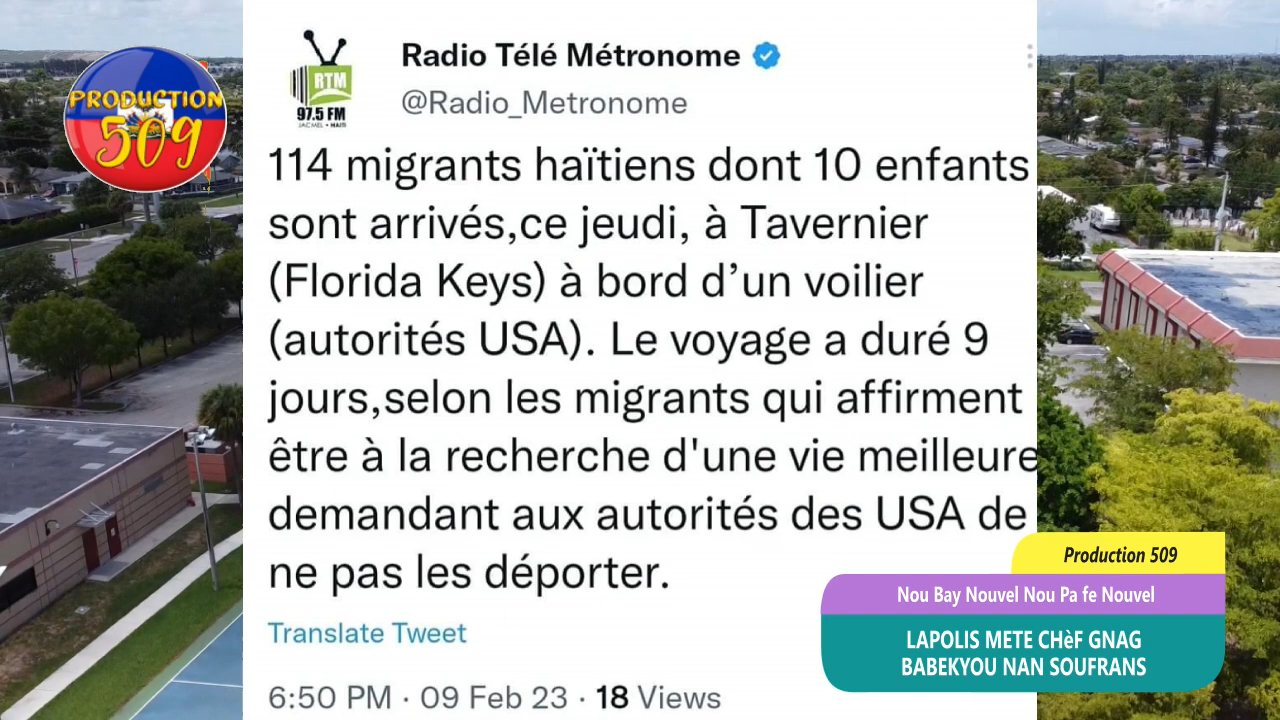 PRODUCTION
509
RTM
97.5 FM
JACMEL • HAITI
Radio Télé Métronome
@Radio_Metronome
114 migrants haïtiens dont 10 enfants
sont arrivés,ce jeudi, à Tavernier
(Florida Keys) à bord d’un voilier
(autorités USA). Le voyage a duré 9
jours,selon les migrants qui affirment
être à la recherche d'une vie meilleure
demandant aux autorités des USA de
ne pas les déporter.
Translate Tweet
6:50 PM · 09 Feb 23 · 18 Views
Production 509
Nou Bay Nouvel Nou Pa fe Nouvel
LAPOLIS METE CHèF GNAG
BABEKYOU NAN SOUFRANS